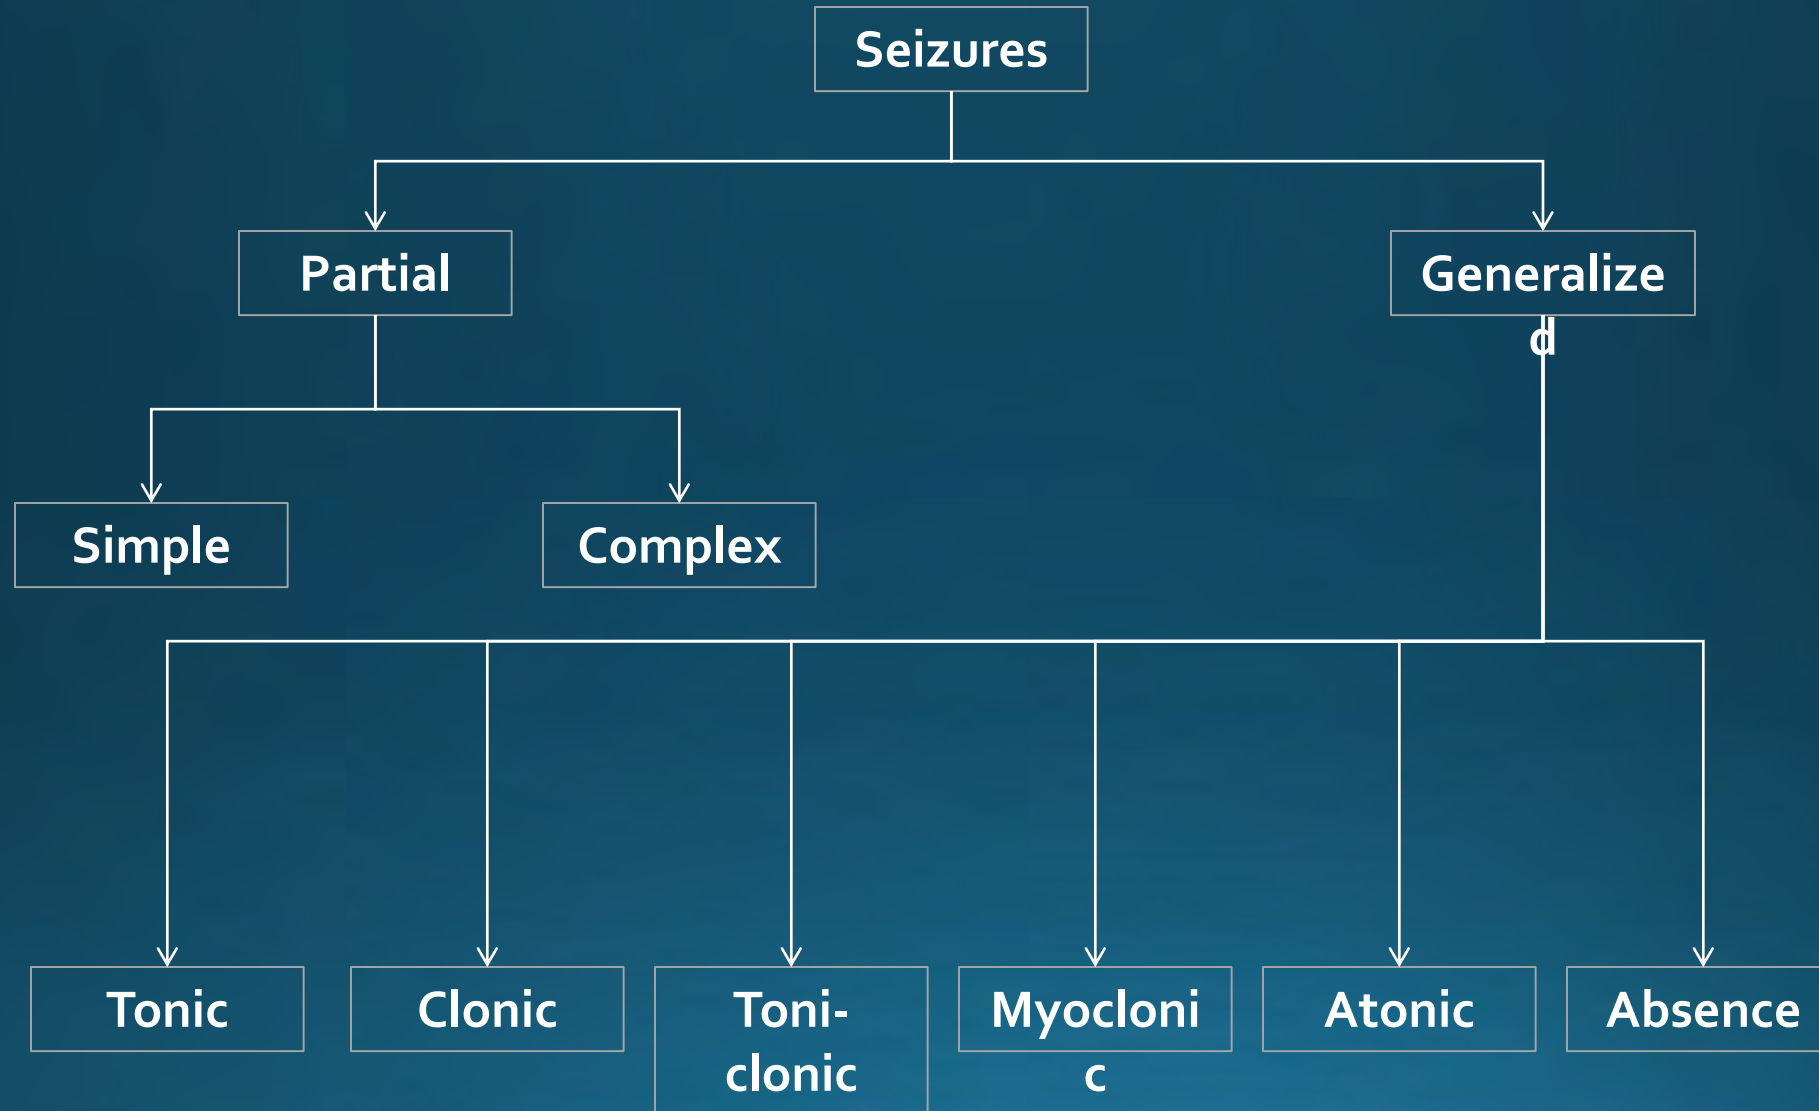 Seizures
Partial
Generalize
d
Simple
Complex
Tonic
Clonic
Toni-
clonic
Myocloni
c
Atonic
Absence